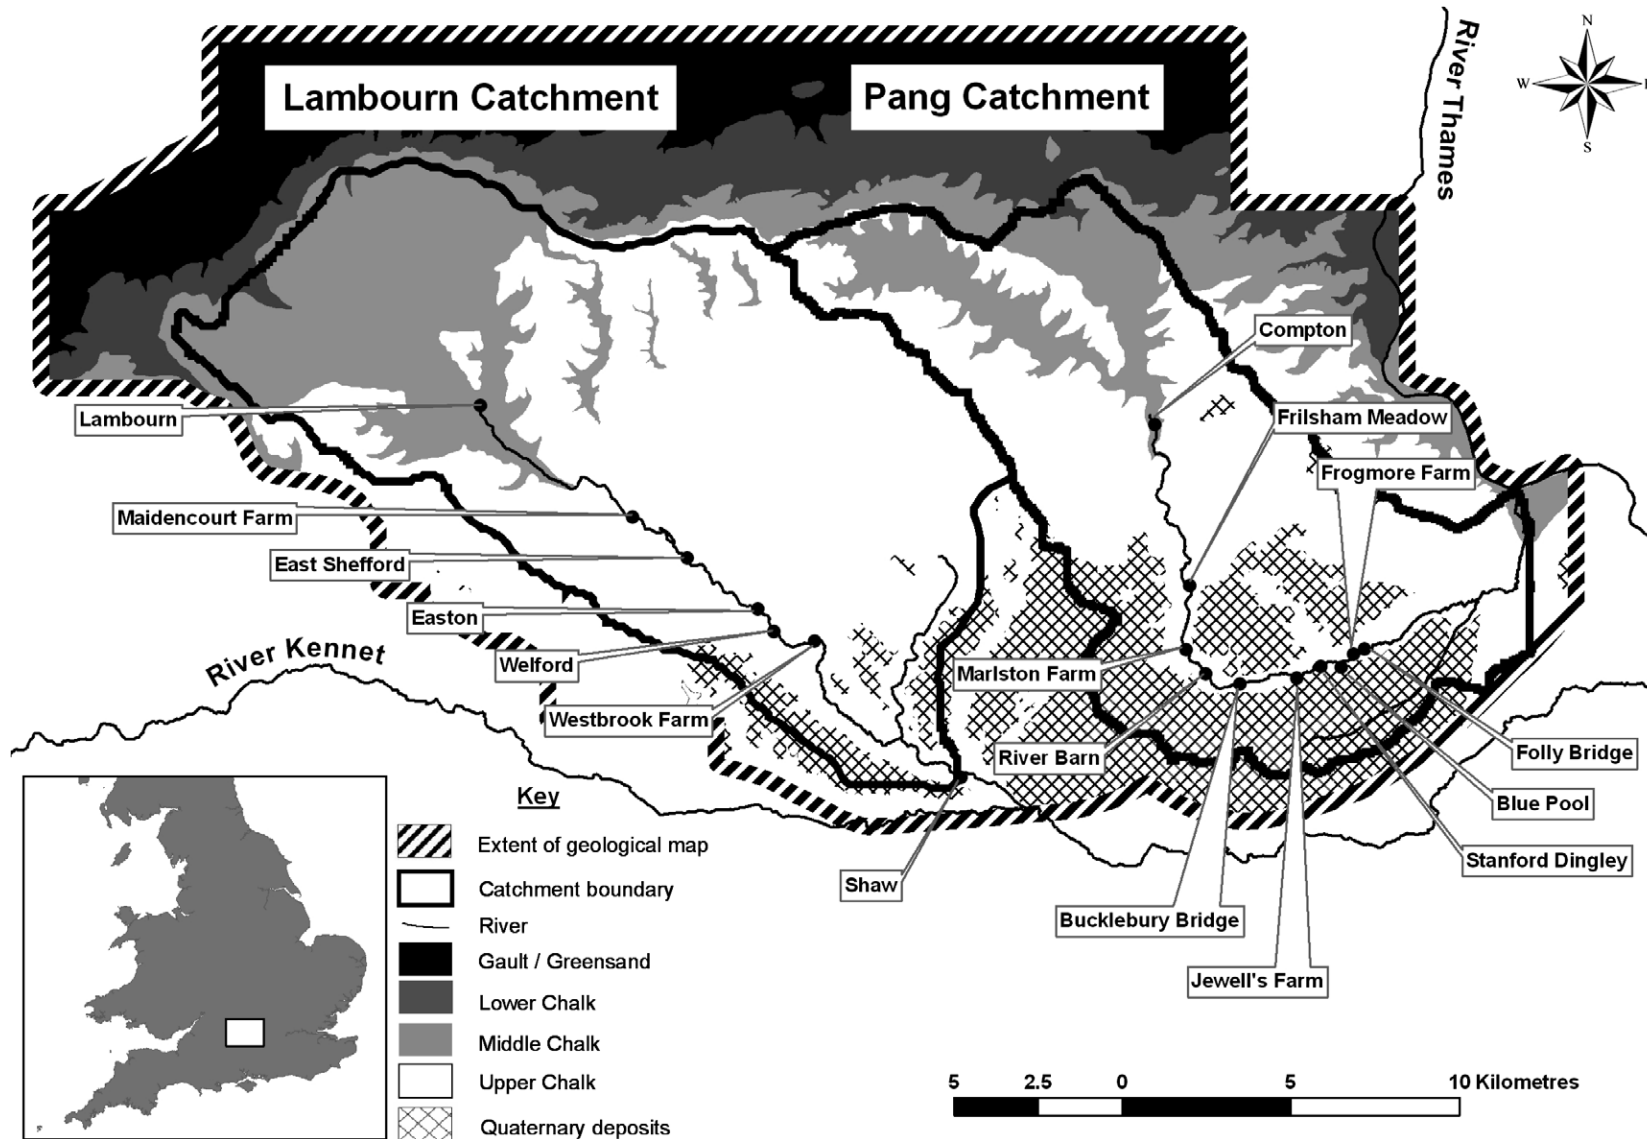 N
W
E
S
River Thames
Lambourn Catchment
Pang Catchment
Compton
Lambourn
Frilsham Meadow
Frogmore Farm
Maidencourt Farm
East Shefford
Easton
Welford
River Kennet
Marlston Farm
Westbrook Farm
River Barn
Folly Bridge
Blue Pool
Stanford Dingley
Shaw
Bucklebury Bridge
Jewell's Farm
Key
Extent of geological map
Catchment boundary
River
Gault / Greensand
Lower Chalk
Middle Chalk
Upper Chalk
Quaternary deposits
5 2.5 0 5 10 Kilometres